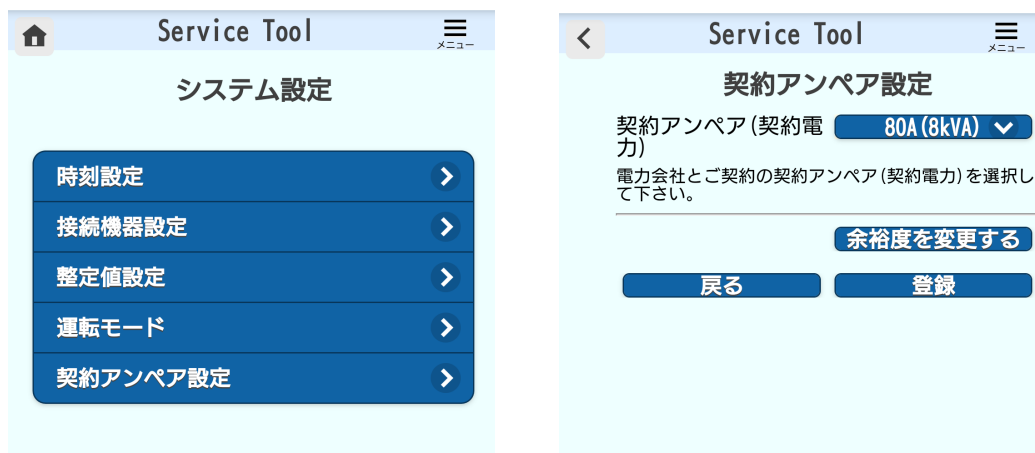 Service Tool
メニュー
システム設定
時刻設定
接続機器設定
整定値設定
運転モード
契約アンペア設定
Service Tool
メニュー
契約アンペア設定
契約アンペア(契約電
力)
80A(8kVA)
電力会社とご契約の契約アンペア(契約電力)を選択し
て下さい。
余裕度を変更する
戻る
登録